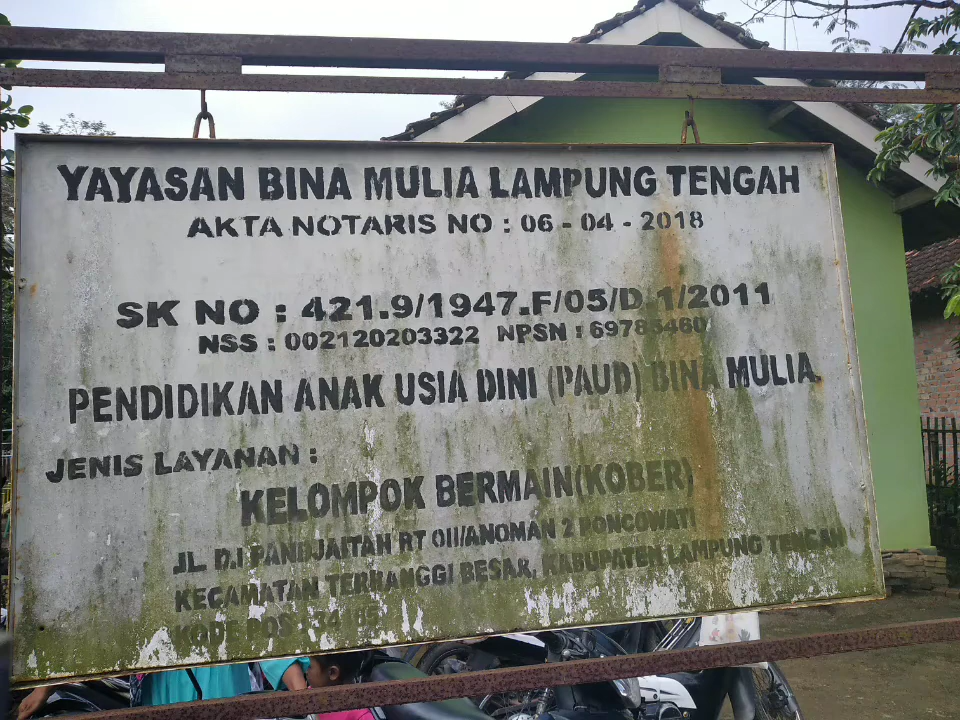 YAYASAN BINA MULIA LAMPUNG TENGAH
AKTA NOTARIS NO : 06 - 04 - 2018
SK NO : 421.9/1947.F/05/D 1/2011
NSS : 002120203322 NPSN : 69785460
PENDIDIKAN ANAK USIA DINI (PAUD) BINA MULIA
JENIS LAYANAN :
KELOMPOK BERMAIN(KOBER)
JL. D.I PANDJAITAN RT 011/ANOMAN 2 PONCOWATI
KECAMATAN TERBANGGI BESAR, KABUPATEN LAMPUNG TENGAH
KODE POS :